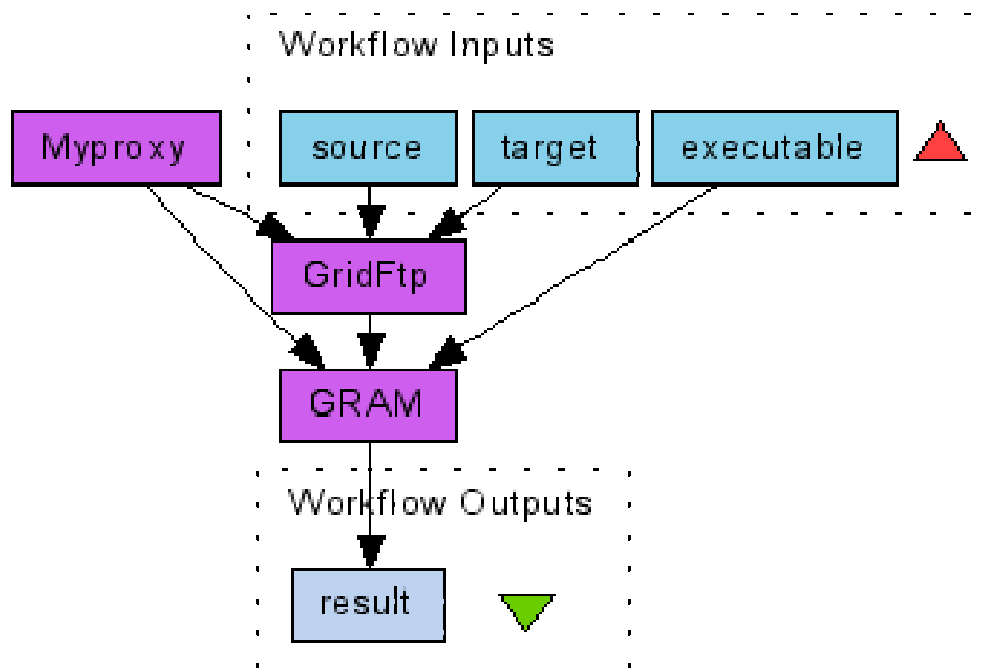 Workflow Inputs
Myproxy
source
target
executable
GridFtp
GRAM
Workflow Outputs
result